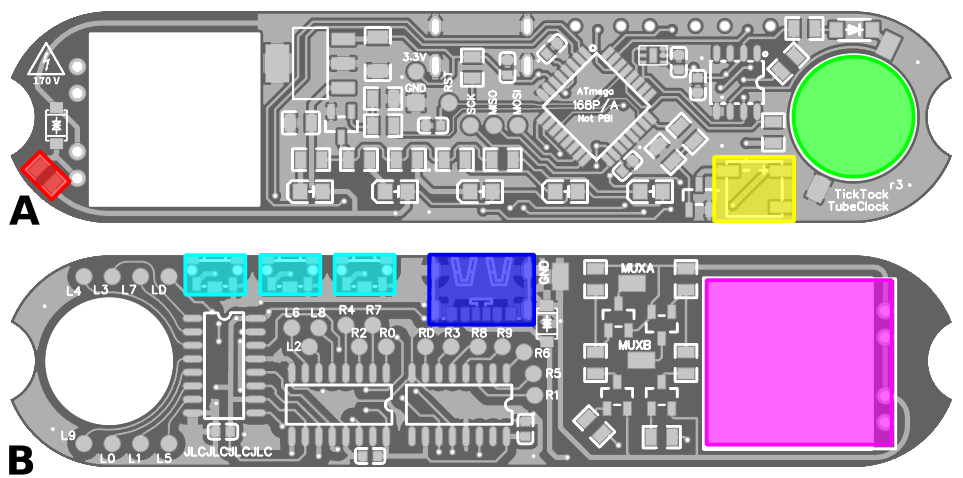 170 V
3.3V
GND
RST
SCK
MISO
MOSI
ATmega
168P/A
Not PB!
TickTock r3
TubeClock
A
L4 L3 L7 LD
L6 L8 R4 R7
L2 R2 R0 RD R3 R8 R9
GND
R6
R5
R1
MUXA
MUXB
L9
L0 L1 L5
JLCJLCJLCJLC
B